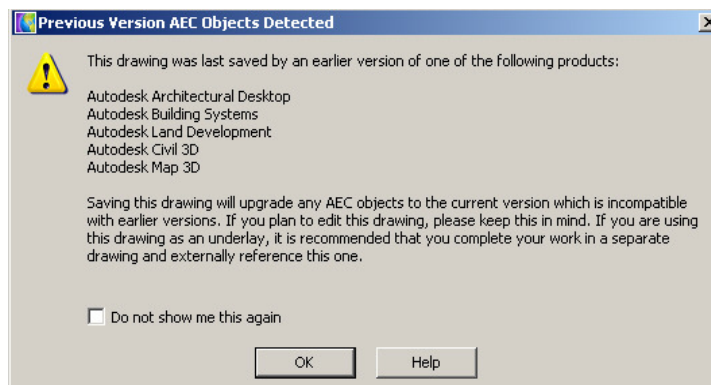 Previous Version AEC Objects Detected
This drawing was last saved by an earlier version of one of the following products:
Autodesk Architectural Desktop
Autodesk Building Systems
Autodesk Land Development
Autodesk Civil 3D
Autodesk Map 3D
Saving this drawing will upgrade any AEC objects to the current version which is incompatible
with earlier versions. If you plan to edit this drawing, please keep this in mind. If you are using
this drawing as an underlay, it is recommended that you complete your work in a separate
drawing and externally reference this one.
Do not show me this again
OK
Help